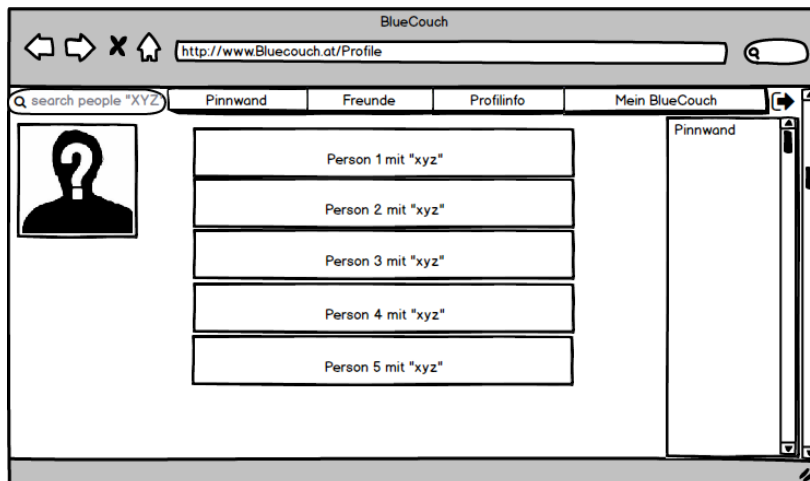 BlueCouch
http://www.Bluecouch.at/Profile
search people "XYZ"
Pinnwand
Freunde
Profilinfo
Mein BlueCouch
Pinnwand
Person 1 mit "xyz"
Person 2 mit "xyz"
Person 3 mit "xyz"
Person 4 mit "xyz"
Person 5 mit "xyz"